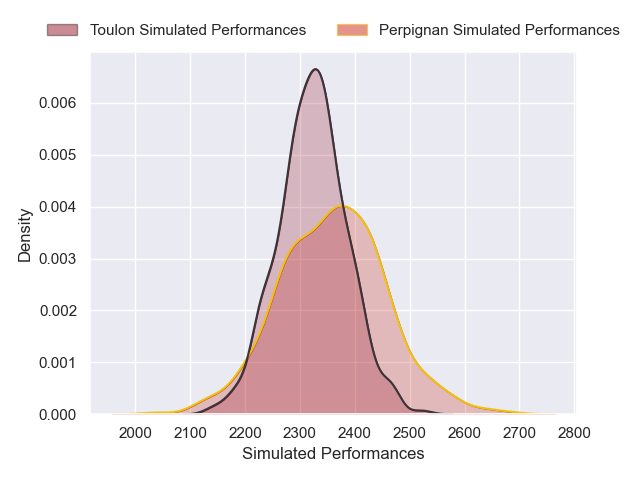 Toulon Simulated Performances
Perpignan Simulated Performances
0.006
0.005
0.004
0.003
0.002
0.001
0.000
Density
2000 2100 2200 2300 2400 2500 2600 2700 2800
Simulated Performances